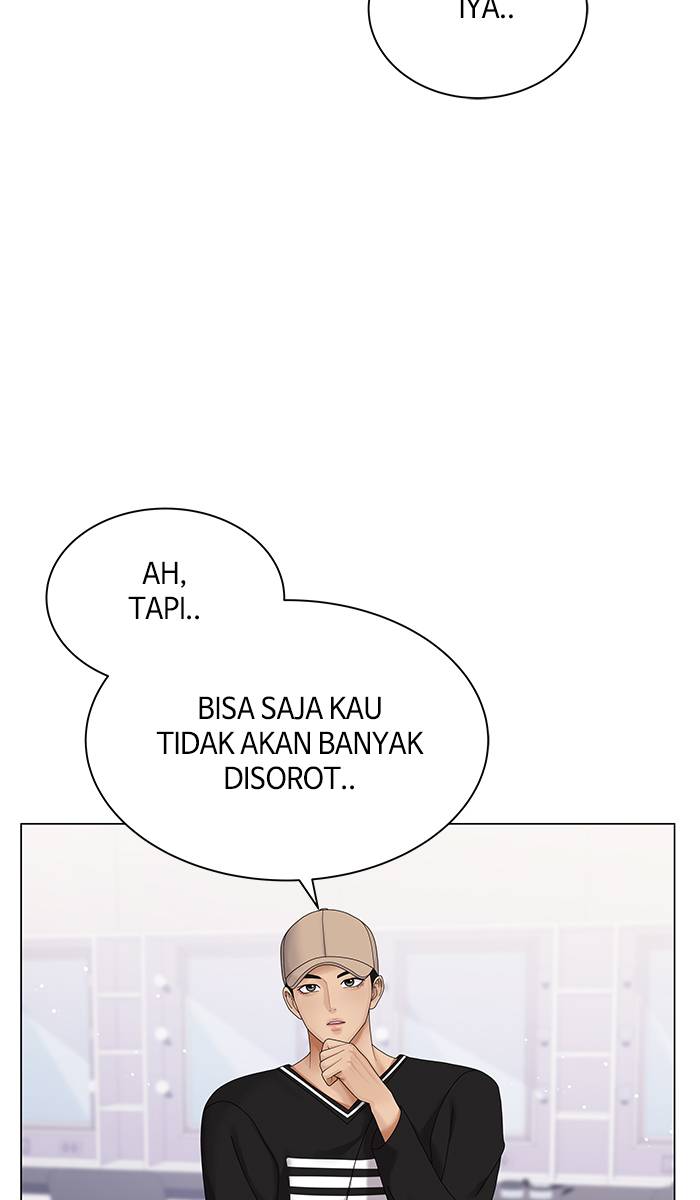 IYA..
AH,
TAPI..
BISA SAJA KAU
TIDAK AKAN BANYAK
DISOROT..